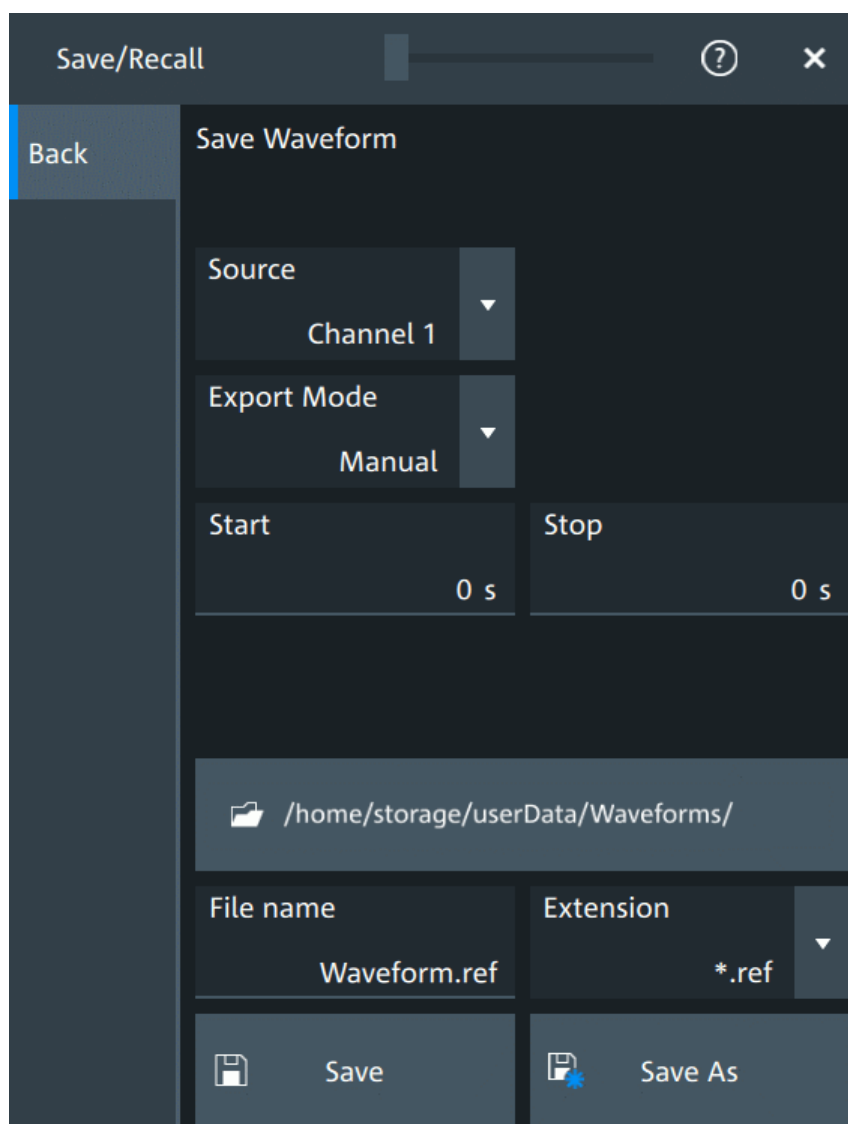 Save/Recall
Back
Save Waveform
Source
Channel 1
Export Mode
Manual
Start
0 s
Stop
0 s
/home/storage/userData/Waveforms/
File name
Waveform.ref
Extension
*.ref
Save
Save As